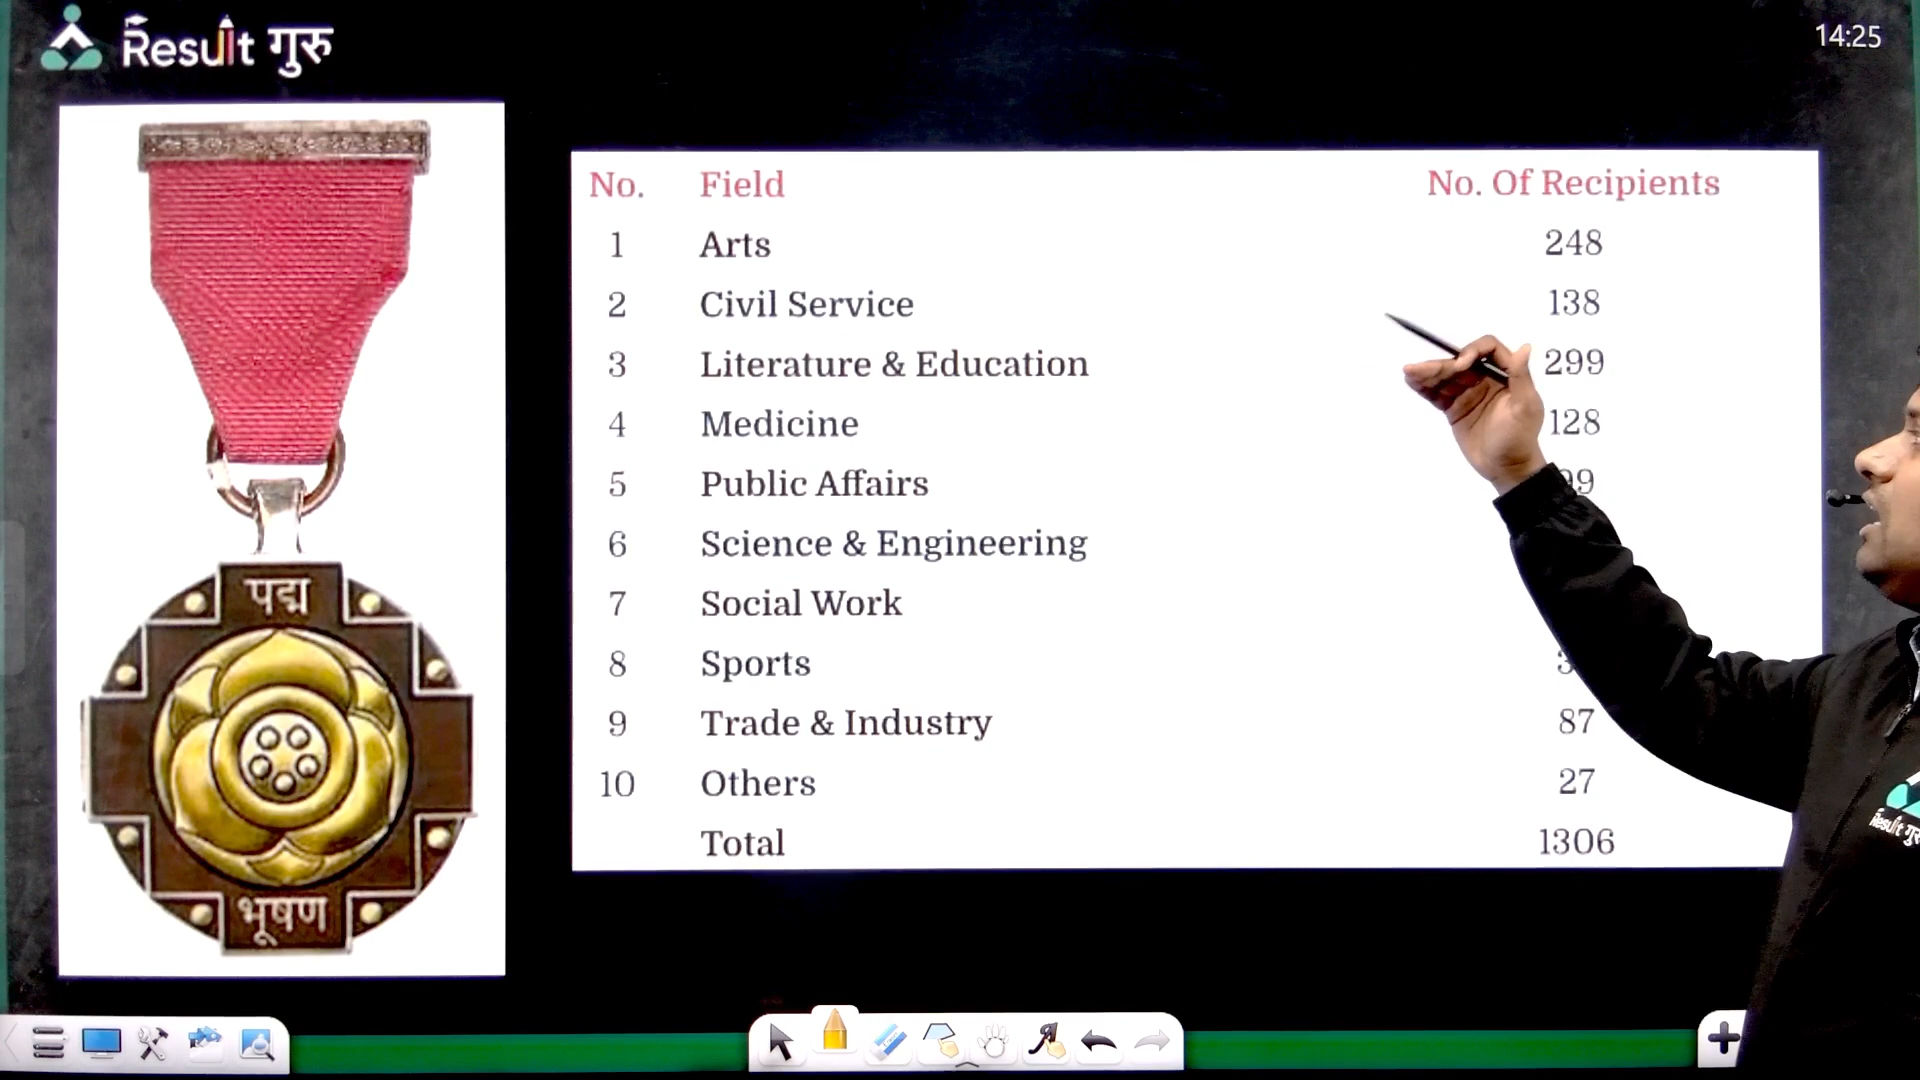 Result गुरु
14:25
पद्म
भूषण
No. Field No. Of Recipients
1 Arts 248
2 Civil Service 138
3 Literature & Education 299
4 Medicine 128
5 Public Affairs
6 Science & Engineering
7 Social Work
8 Sports
9 Trade & Industry 87
10 Others 27
Total 1306
Result गुरु